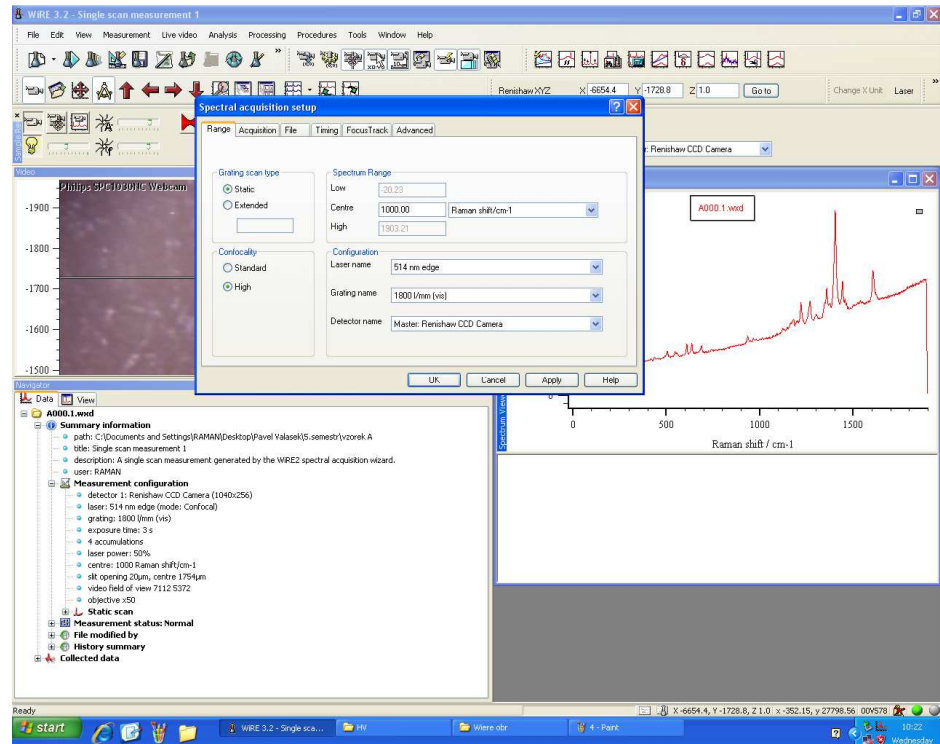 WiRE 3.2 - Single scan measurement 1
File Edit View Measurement Live video Analysis Processing Procedures Tools Window Help
Renishaw XYZ X -6654.4 Y -1728.8 Z 1.0 Go to Change X Unit Laser
Spectral acquisition setup
Range Acquisition File Timing FocusTrack Advanced
Grating scan type
Static
Extended
Spectrum Range
Low -20.23
Centre 1000.00 Raman shift/cm-1
High 1903.21
Confocality
Standard
High
Configuration
Laser name 514 nm edge
Grating name 1800 l/mm (vis)
Detector name Master: Renishaw CCD Camera
OK Cancel Apply Help
r: Renishaw CCD Camera
Video
Philips SPC1030NC Webcam
-1900
-1800
-1700
-1600
-1500
A000.1.wxd
0
0 500 1000 1500
Raman shift / cm-1
Spectrum View
Navigator
Data View
A000.1.wxd
Summary information
path: C:\Documents and Settings\RAMAN\Desktop\Pavel Valasek\5.semestr\vzorek A
title: Single scan measurement 1
description: A single scan measurement generated by the WiRE2 spectral acquisition wizard.
user: RAMAN
Measurement configuration
detector 1: Renishaw CCD Camera (1040x256)
laser: 514 nm edge (mode: Confocal)
grating: 1800 l/mm (vis)
exposure time: 3 s
4 accumulations
laser power: 50%
centre: 1000 Raman shift/cm-1
slit opening 20µm, centre 1754µm
video field of view 7112 5372
objective x50
Static scan
Measurement status: Normal
File modified by
History summary
Collected data
Ready
X -6654.4, Y -1728.8, Z 1.0 x -352.15, y 27798.56 00V578
start
WiRE 3.2 - Single sca...
HV
Wiere obr
4 - Paint
10:22
Wednesday